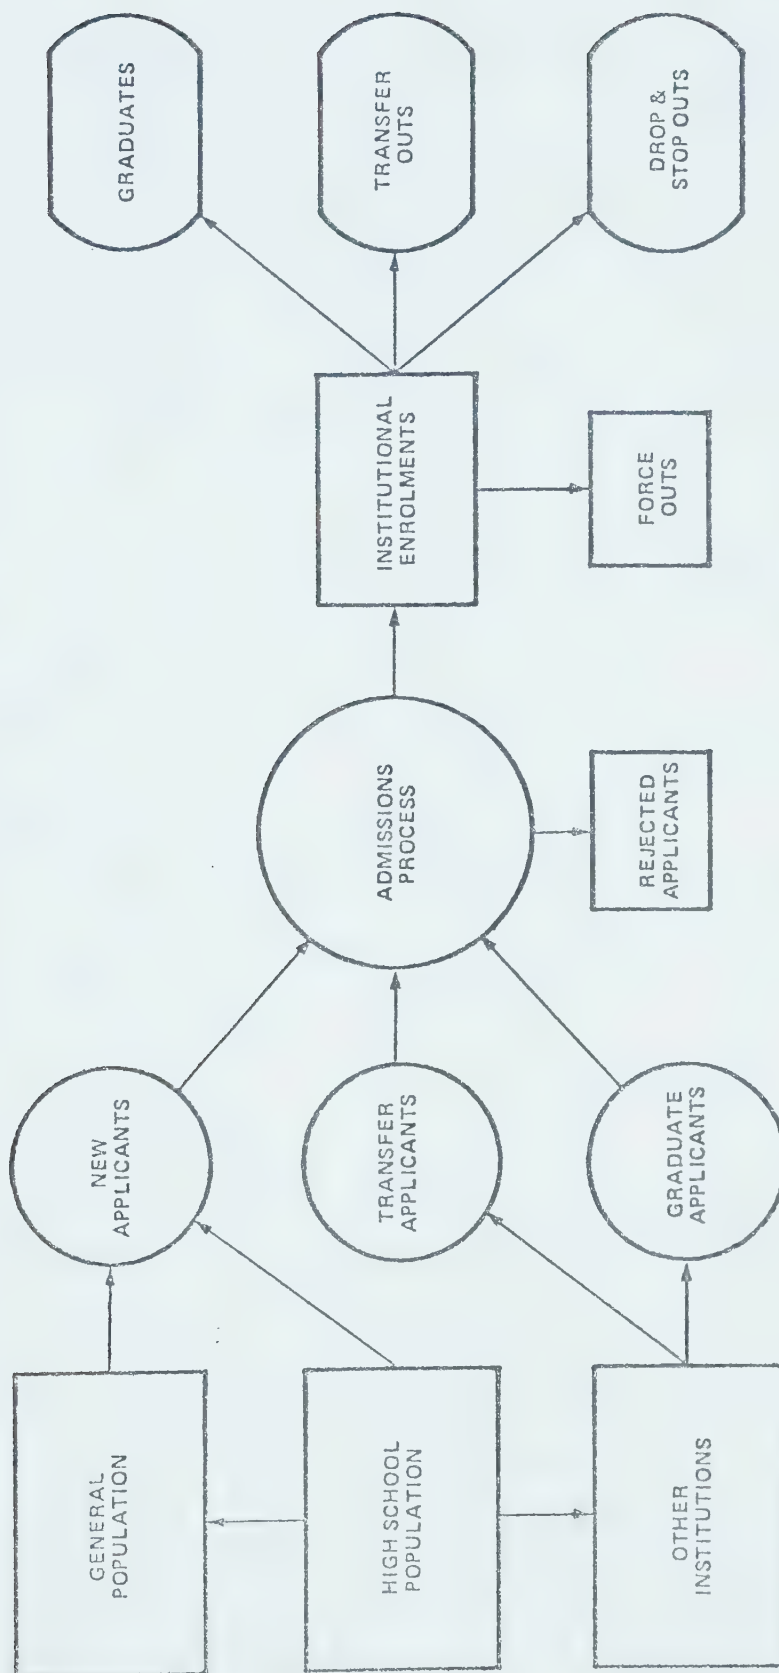 GENERAL
POPULATION
HIGH SCHOOL
POPULATION
OTHER
INSTITUTIONS
NEW
APPLICANTS
TRANSFER
APPLICANTS
GRADUATE
APPLICANTS
ADMISSIONS
PROCESS
REJECTED
APPLICANTS
INSTITUTIONAL
ENROLMENTS
FORCE
OUTS
GRADUATES
TRANSFER
OUTS
DROP &
STOP OUTS